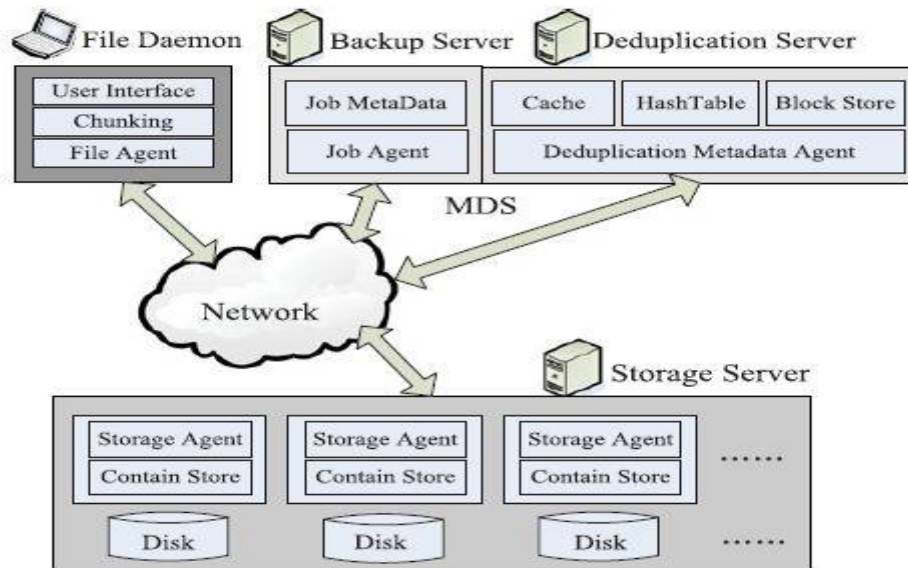 File Daemon
Backup Server
Deduplication Server
User Interface
Chunking
File Agent
Job MetaData
Job Agent
Cache
HashTable
Block Store
Deduplication Metadata Agent
MDS
Network
Storage Server
Storage Agent
Contain Store
Disk
Storage Agent
Contain Store
Disk
Storage Agent
Contain Store
Disk
......
......